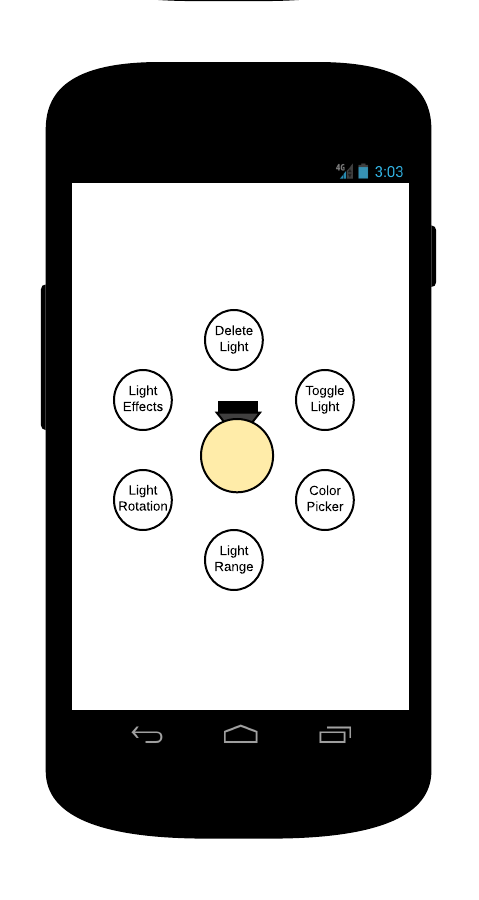 4G 3:03
Delete
Light
Light
Effects
Toggle
Light
Light
Rotation
Color
Picker
Light
Range